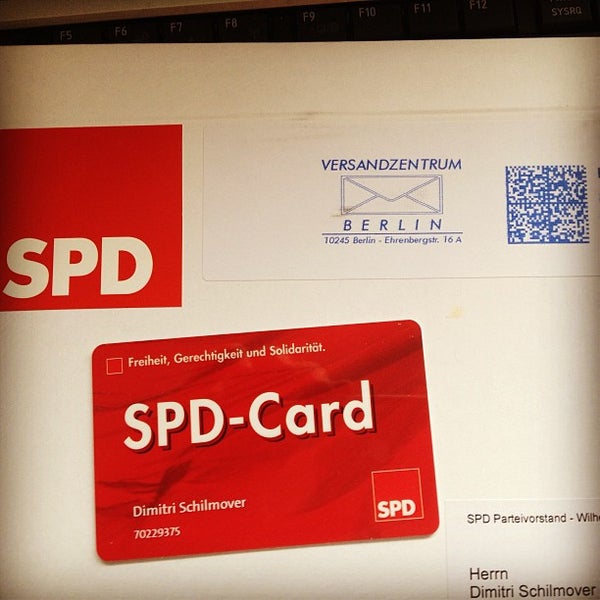 F5 F6 F7 F8 F9 F10 F11 F12
SYSRQ
SPD
VERSANDZENTRUM
BERLIN
10245 Berlin - Ehrenbergstr. 16 A
Freiheit, Gerechtigkeit und Solidarität.
SPD-Card
Dimitri Schilmover
70229375
SPD
SPD Parteivorstand - Wilhe
Herrn
Dimitri Schilmover